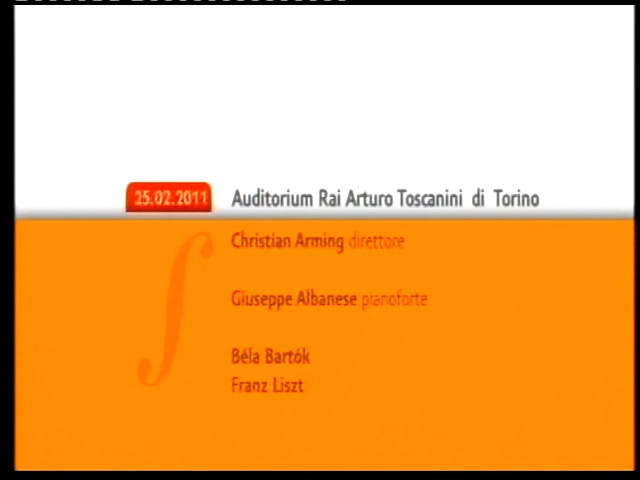 25.02.2011 Auditorium Rai Arturo Toscanini di Torino
Christian Arming direttore
Giuseppe Albanese pianoforte
Béla Bartók
Franz Liszt